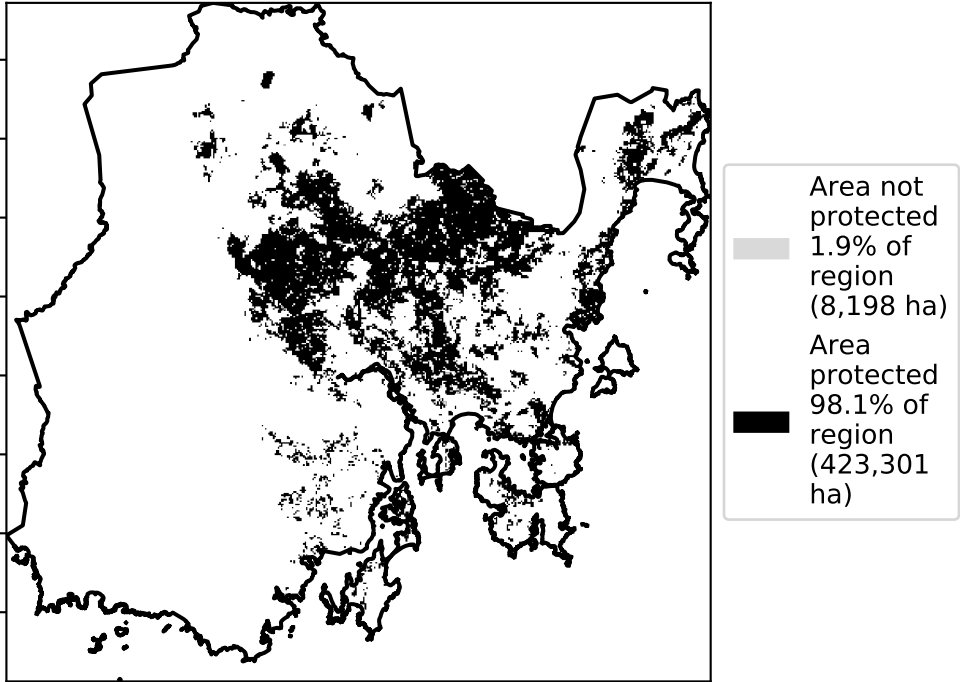 Area not
protected
1.9% of
region
(8,198 ha)
Area
protected
98.1% of
region
(423,301
ha)